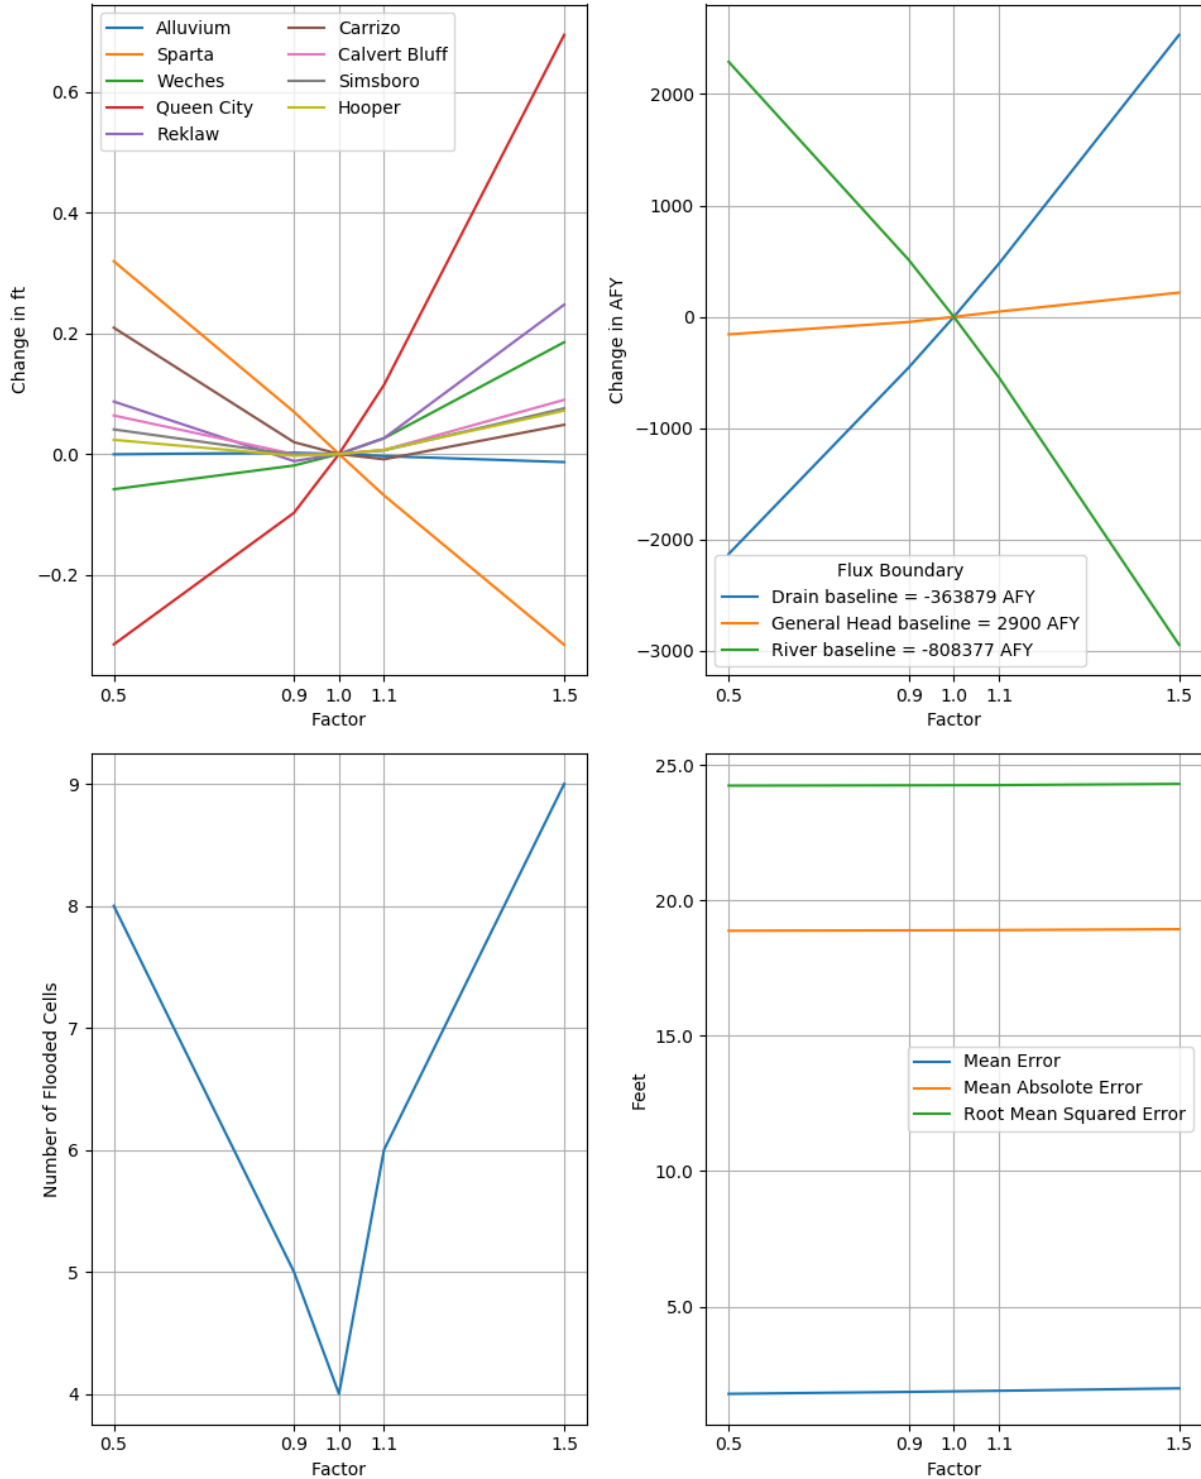 Alluvium
Sparta
Weches
Queen City
Reklaw
Carrizo
Calvert Bluff
Simsboro
Hooper
0.6
0.4
0.2
0.0
−0.2
Change in ft
0.5 0.9 1.0 1.1 1.5
Factor
2000
1000
0
−1000
−2000
−3000
Change in AFY
Flux Boundary
Drain baseline = -363879 AFY
General Head baseline = 2900 AFY
River baseline = -808377 AFY
0.5 0.9 1.0 1.1 1.5
Factor
9
8
7
6
5
4
Number of Flooded Cells
0.5 0.9 1.0 1.1 1.5
Factor
25.0
20.0
15.0
10.0
5.0
Feet
Mean Error
Mean Absolote Error
Root Mean Squared Error
0.5 0.9 1.0 1.1 1.5
Factor